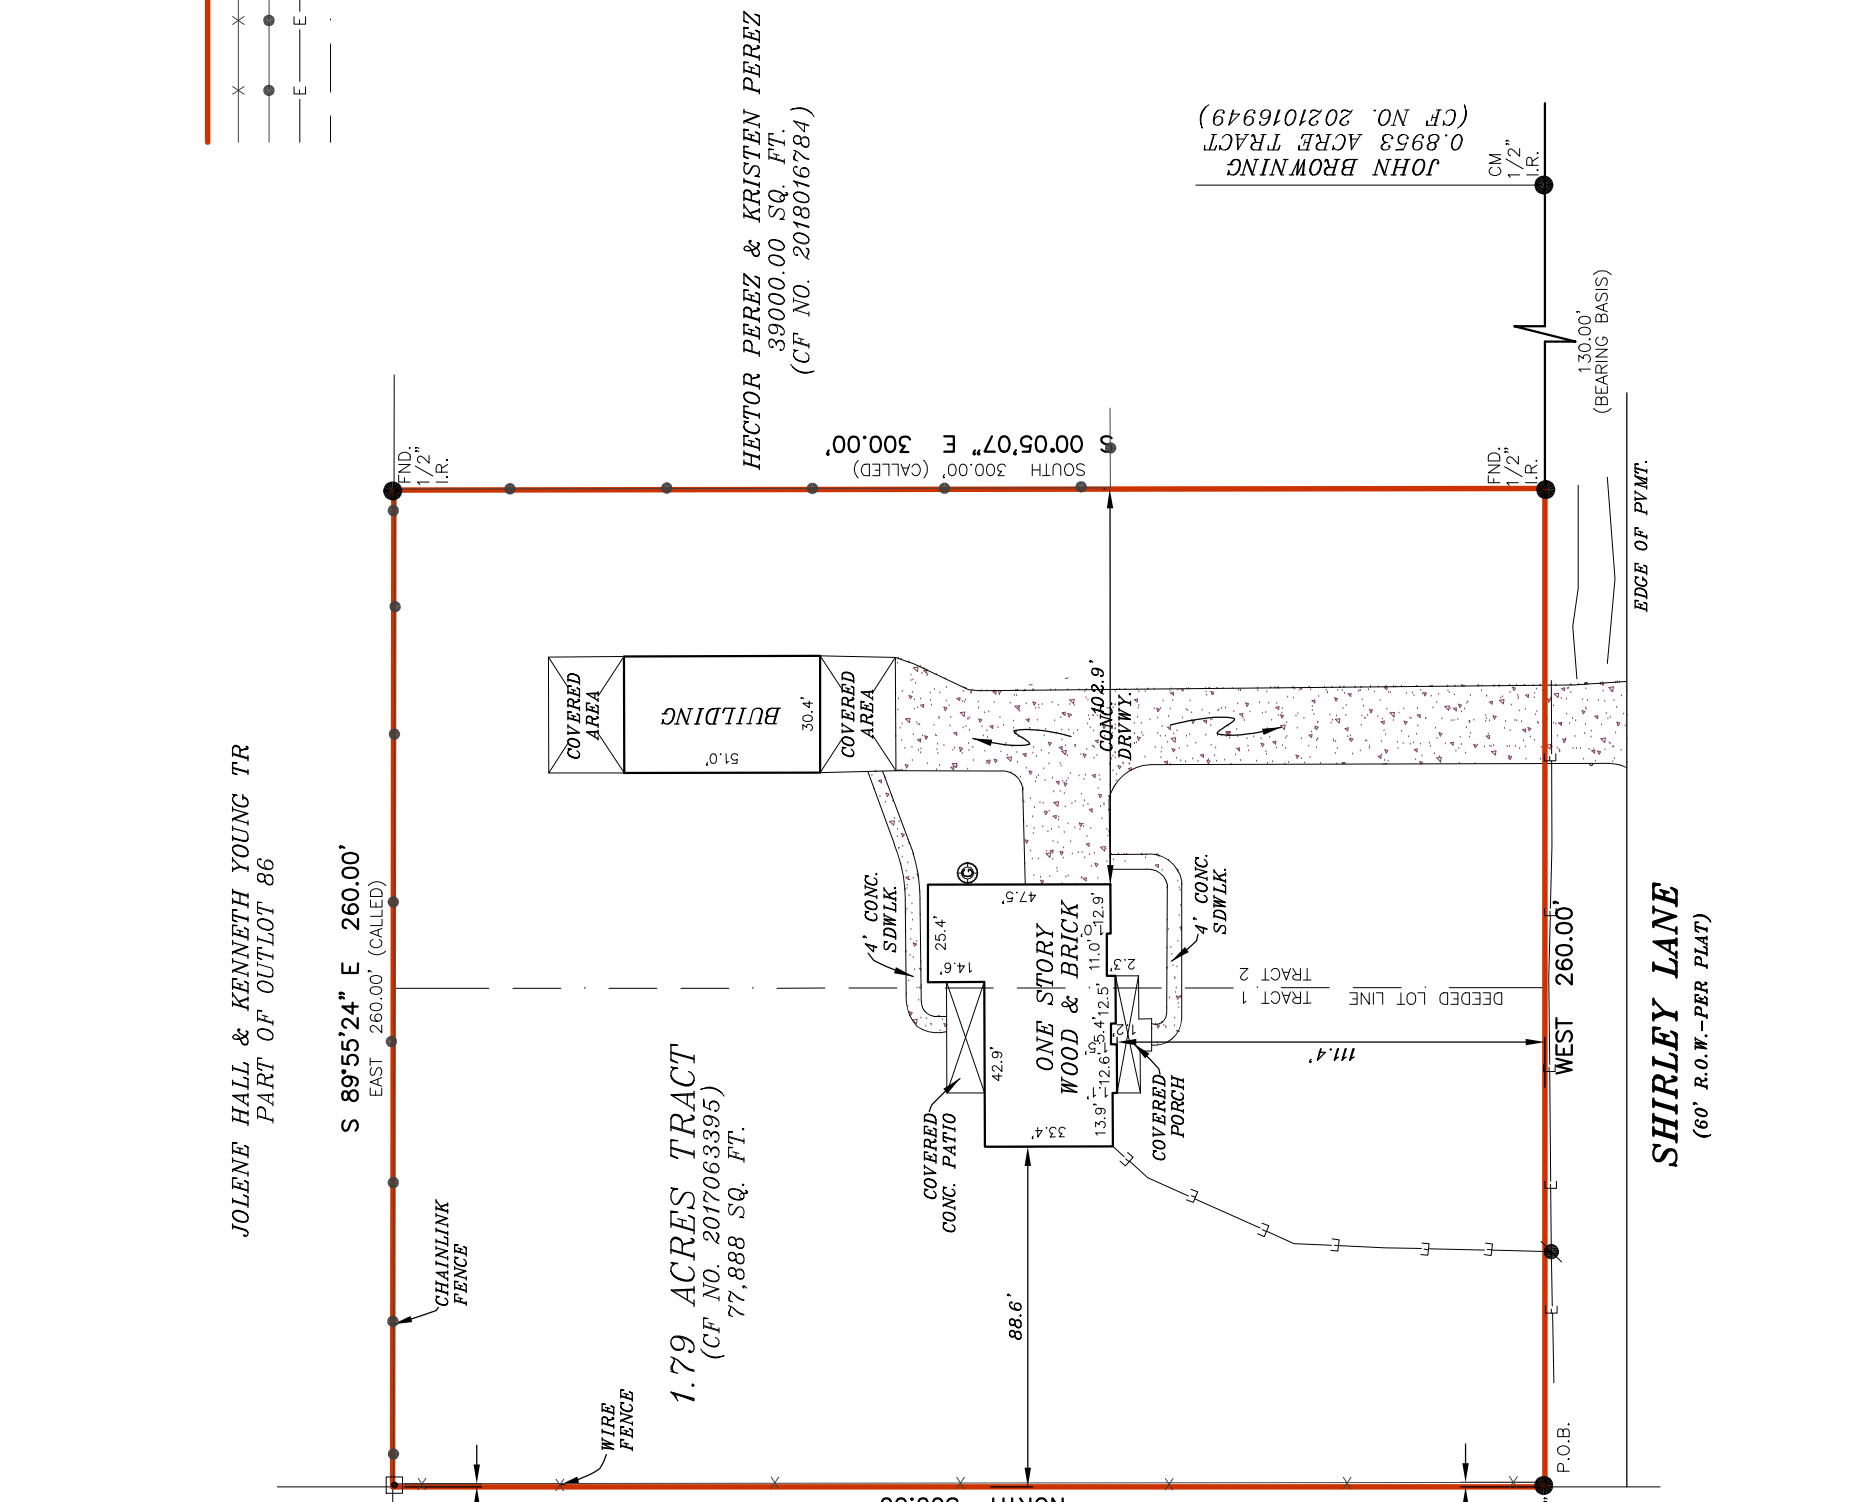 HECTOR PEREZ & KRISTEN PEREZ
39000.00 SQ. FT.
(CF NO. 2018016784)
JOHN BROWNING
0.8953 ACRE TRACT
(CF NO. 2021016949)
CM
1/2"
I.R.
130.00'
(BEARING BASIS)
FND.
1/2"
I.R.
S 00°05'07" E 300.00'
SOUTH 300.00' (CALLED)
FND.
1/2"
I.R.
EDGE OF PVMT.
JOLENE HALL & KENNETH YOUNG TR
PART OF OUTLOT 86
S 89°55'24" E 260.00'
EAST 260.00' (CALLED)
COVERED
AREA
BUILDING
51.0'
30.4'
COVERED
AREA
102.9'
CONC.
DRVWY.
4' CONC.
SDWLK.
G
47.5'
25.4'
14.6'
ONE STORY
WOOD & BRICK
12.9'
11.0'
2.3'
12.5'
5.4'
1.2'
12.6'
13.9'
42.9'
33.4'
4' CONC.
SDWLK.
TRACT 2
TRACT 1
DEEDED LOT LINE
111.4'
COVERED
PORCH
COVERED
CONC. PATIO
WEST 260.00'
SHIRLEY LANE
(60' R.O.W.-PER PLAT)
1.79 ACRES TRACT
(CF NO. 2017063395)
77,888 SQ. FT.
CHAINLINK
FENCE
WIRE
FENCE
88.6'
P.O.B.